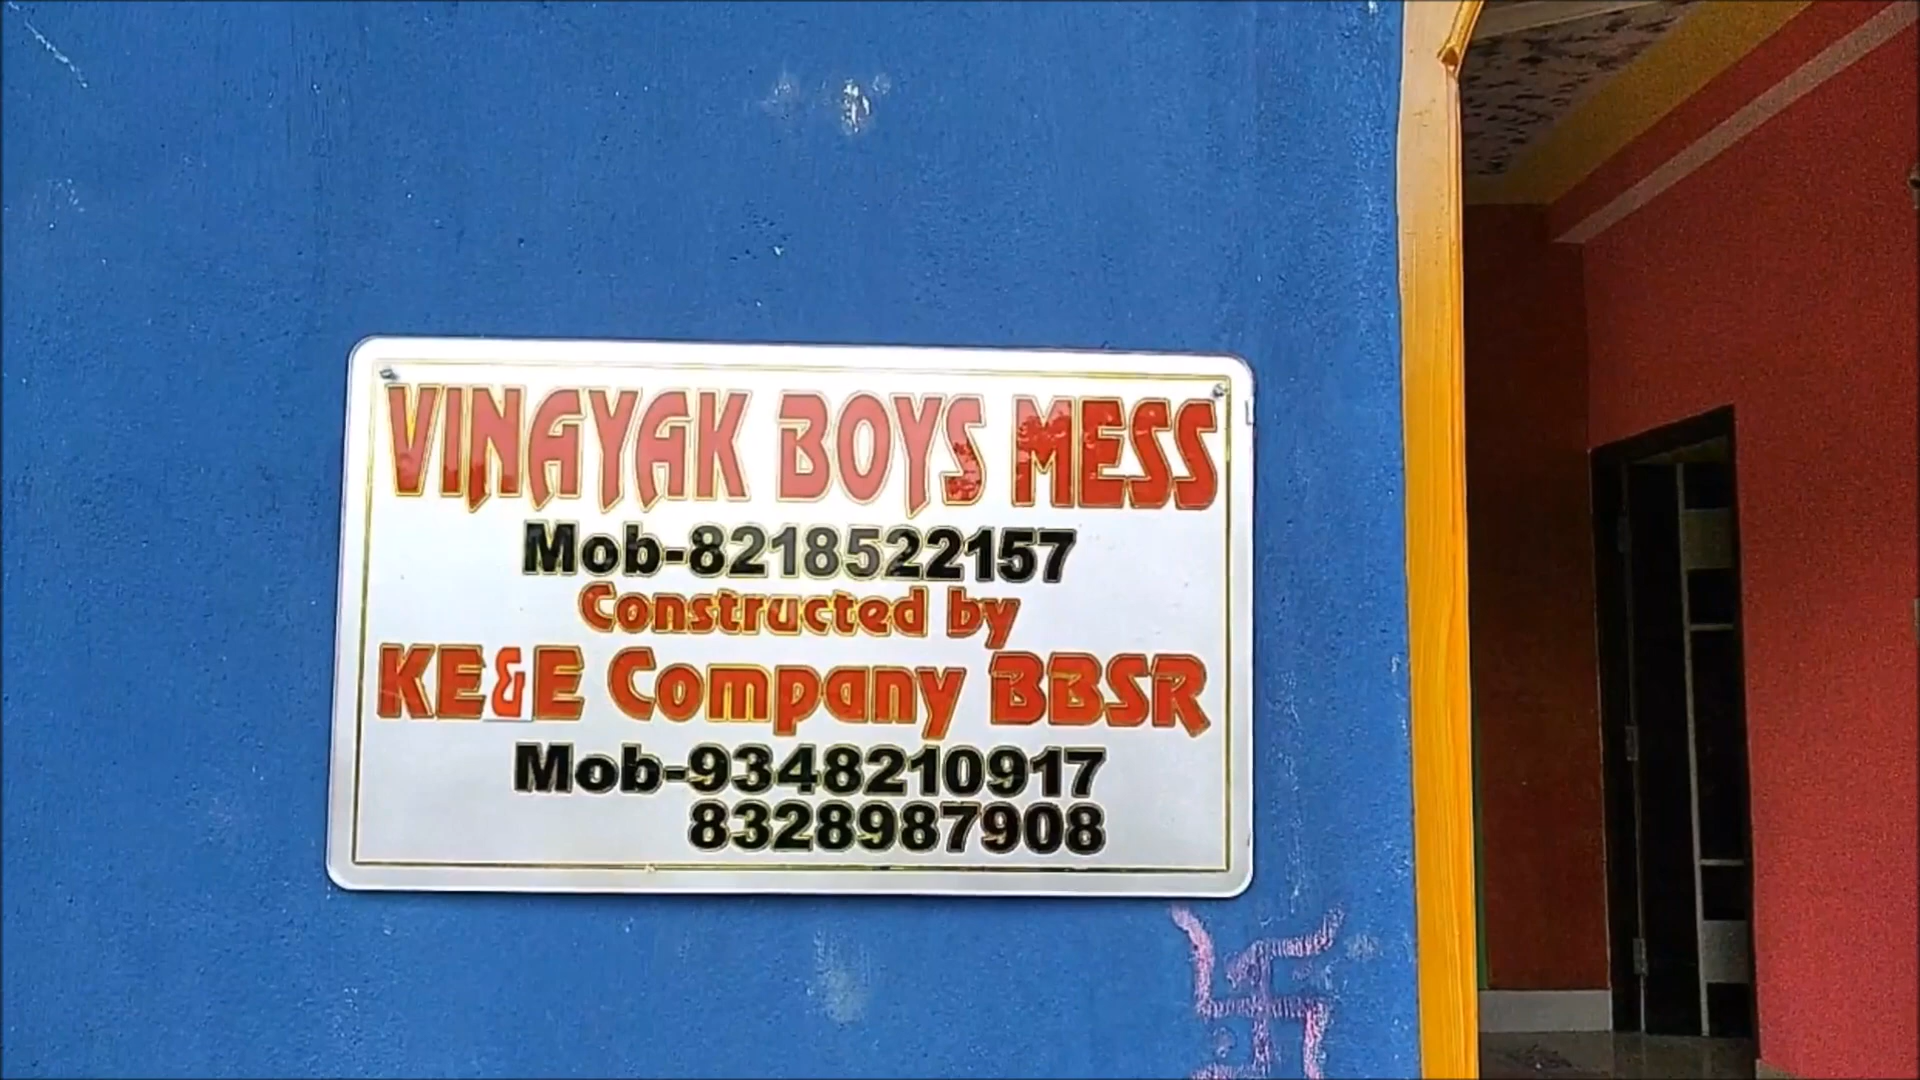 VINAYAK BOYS MESS
Mob-8218522157
Constructed by
KE&E Company BBSR
Mob-9348210917
8328987908